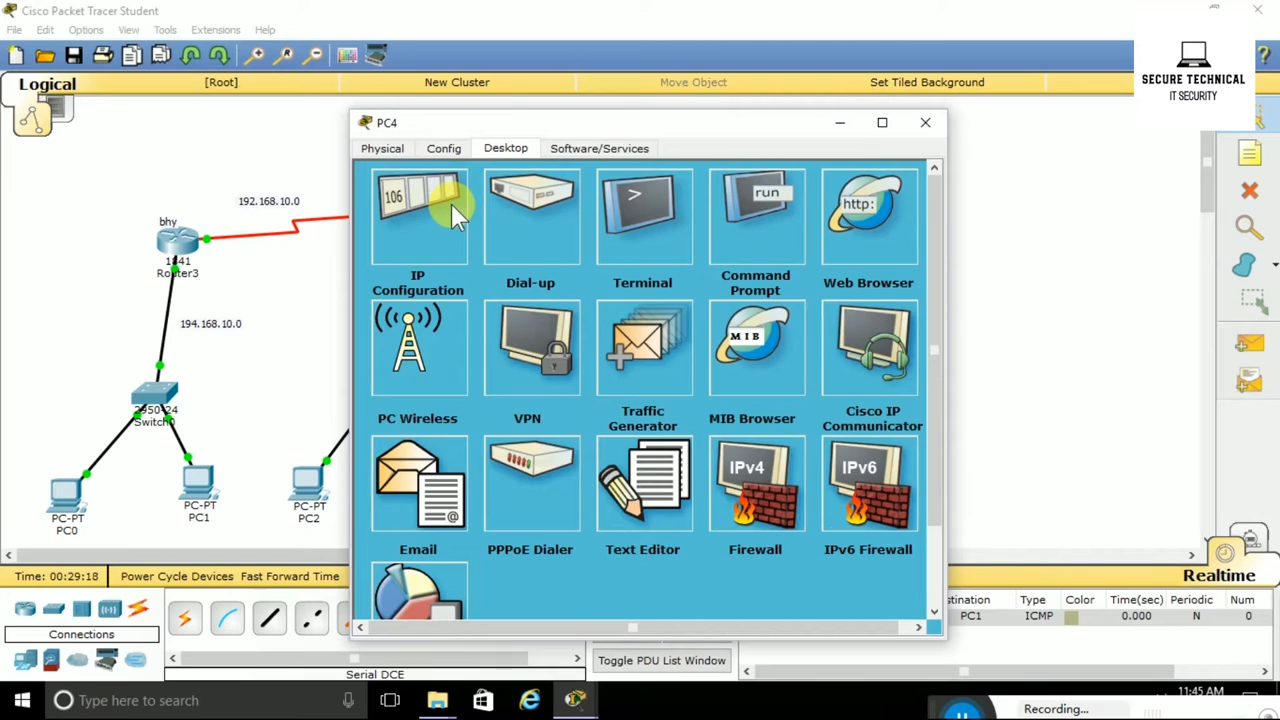 Cisco Packet Tracer Student
File Edit Options View Tools Extensions Help
Logical
[Root]
New Cluster
Move Object
Set Tiled Background
SECURE TECHNICAL
IT SECURITY
PC4
Physical Config Desktop Software/Services
106
>
run
http:
IP
Configuration
Dial-up
Terminal
Command
Prompt
Web Browser
MIB
PC Wireless
VPN
Traffic
Generator
MIB Browser
Cisco IP
Communicator
@
IPv4
IPv6
Email
PPPoE Dialer
Text Editor
Firewall
IPv6 Firewall
192.168.10.0
bhy
1841
Router3
194.168.10.0
2950-24
Switch0
PC-PT
PC0
PC-PT
PC1
PC-PT
PC2
Time: 00:29:18
Power Cycle Devices Fast Forward Time
Realtime
Connections
Serial DCE
Toggle PDU List Window
stination Type Color Time(sec) Periodic Num
PC1 ICMP 0.000 N 0
Type here to search
11:45 AM
Recording...